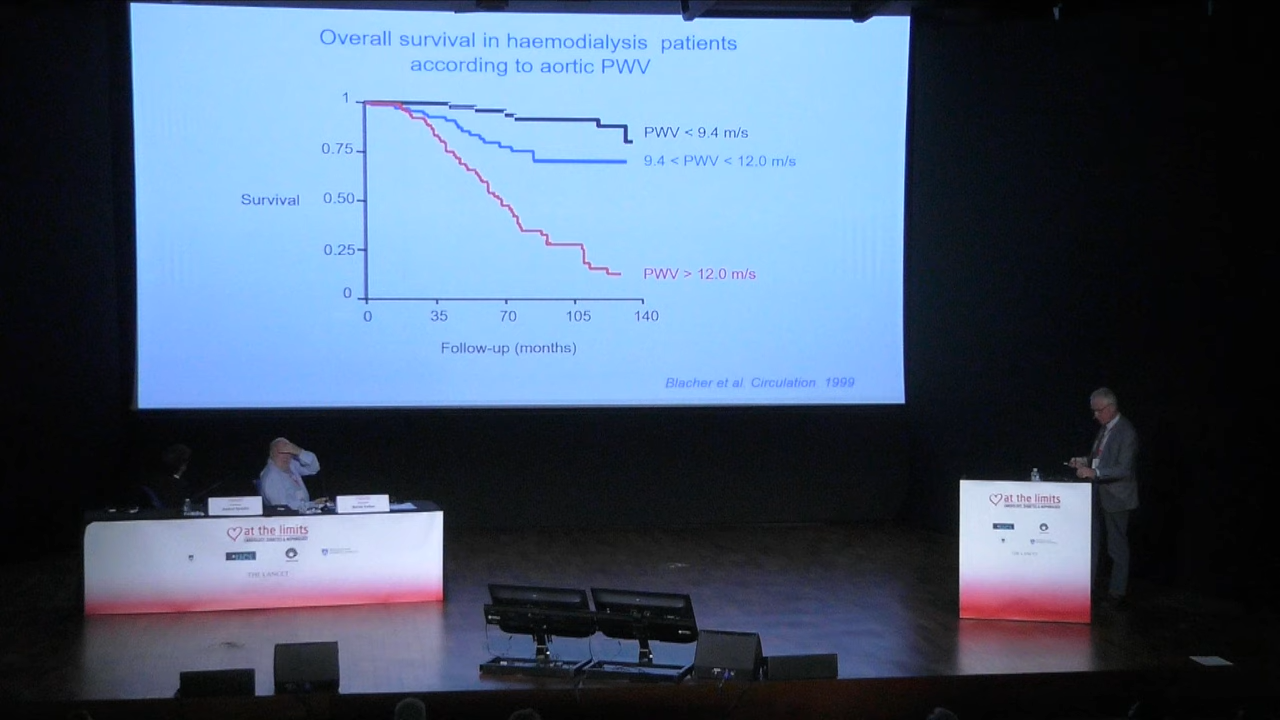 Overall survival in haemodialysis patients
according to aortic PWV
1
0.75
Survival
0.50
0.25
0
0
35
70
105
140
Follow-up (months)
PWV < 9.4 m/s
9.4 < PWV < 12.0 m/s
PWV > 12.0 m/s
Blacher et al. Circulation 1999
at the limits
THE LANCET
at the limits